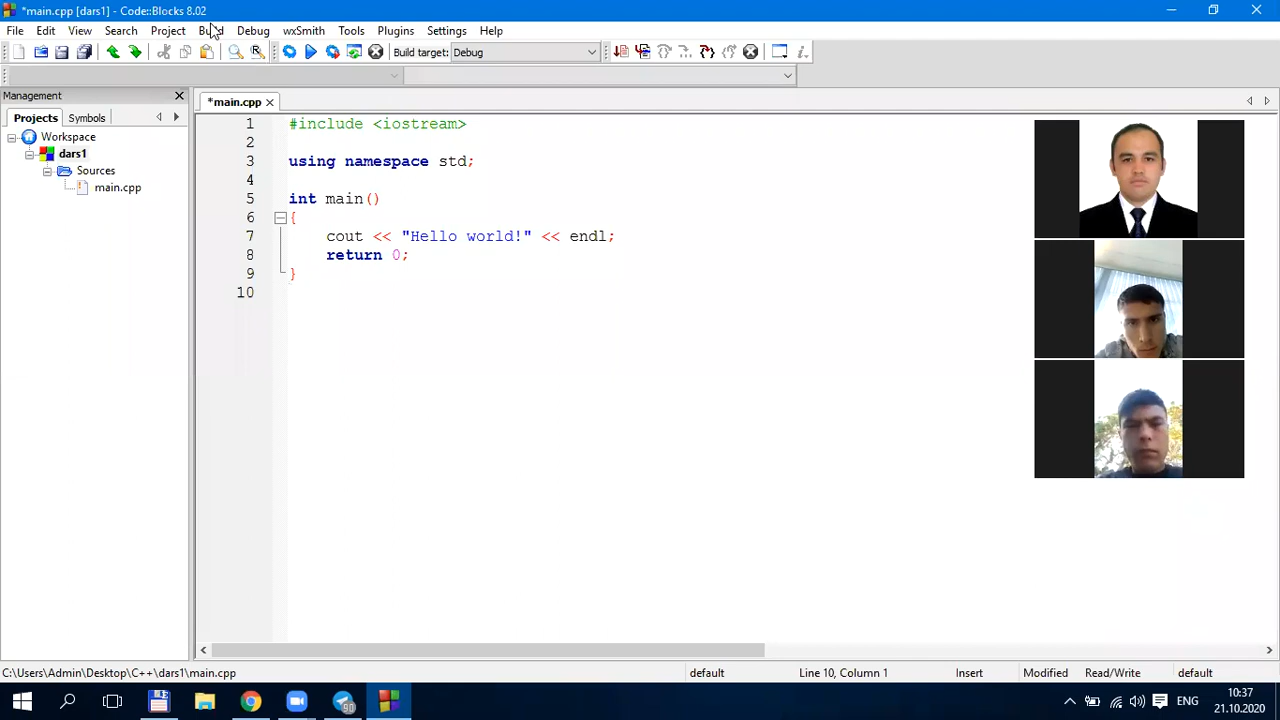 *main.cpp [dars1] - Code::Blocks 8.02
File Edit View Search Project Build Debug wxSmith Tools Plugins Settings Help
Build target: Debug
Management
*main.cpp
Projects Symbols
Workspace
dars1
Sources
main.cpp
1 #include <iostream>
2
3 using namespace std;
4
5 int main()
6 {
7 cout << "Hello world!" << endl;
8 return 0;
9 }
10
C:\Users\Admin\Desktop\C++\dars1\main.cpp default Line 10, Column 1 Insert Modified Read/Write default
90 ENG 10:37
21.10.2020